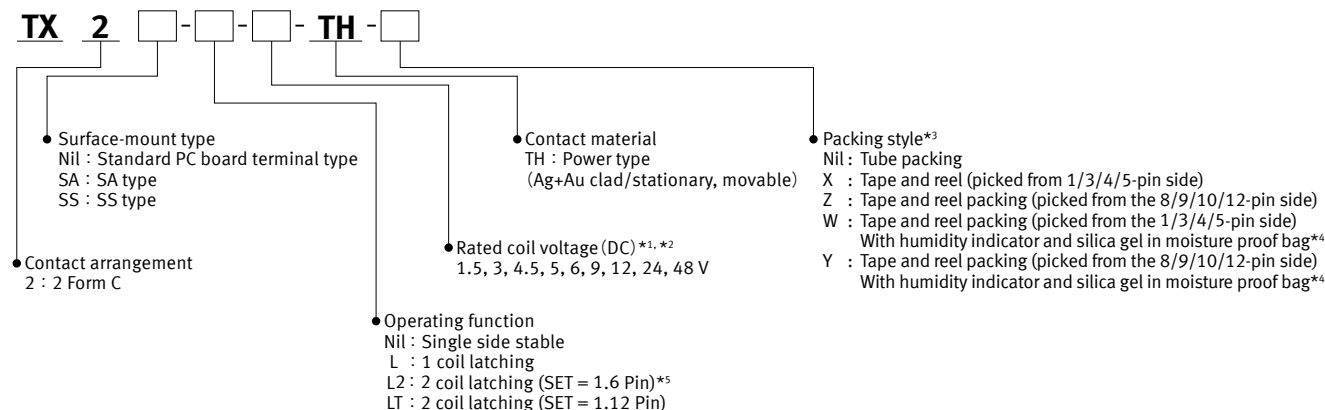 TX 2 □-□-□-TH-□
● Surface-mount type
Nil : Standard PC board terminal type
SA : SA type
SS : SS type
● Contact material
TH : Power type
(Ag+Au clad/stationary, movable)
● Packing style*3
Nil : Tube packing
X : Tape and reel (picked from 1/3/4/5-pin side)
Z : Tape and reel packing (picked from the 8/9/10/12-pin side)
W : Tape and reel packing (picked from the 1/3/4/5-pin side)
With humidity indicator and silica gel in moisture proof bag*4
Y : Tape and reel packing (picked from the 8/9/10/12-pin side)
With humidity indicator and silica gel in moisture proof bag*4
● Rated coil voltage (DC) *1, *2
1.5, 3, 4.5, 5, 6, 9, 12, 24, 48 V
● Contact arrangement
2 : 2 Form C
● Operating function
Nil : Single side stable
L : 1 coil latching
L2 : 2 coil latching (SET = 1.6 Pin)*5
LT : 2 coil latching (SET = 1.12 Pin)